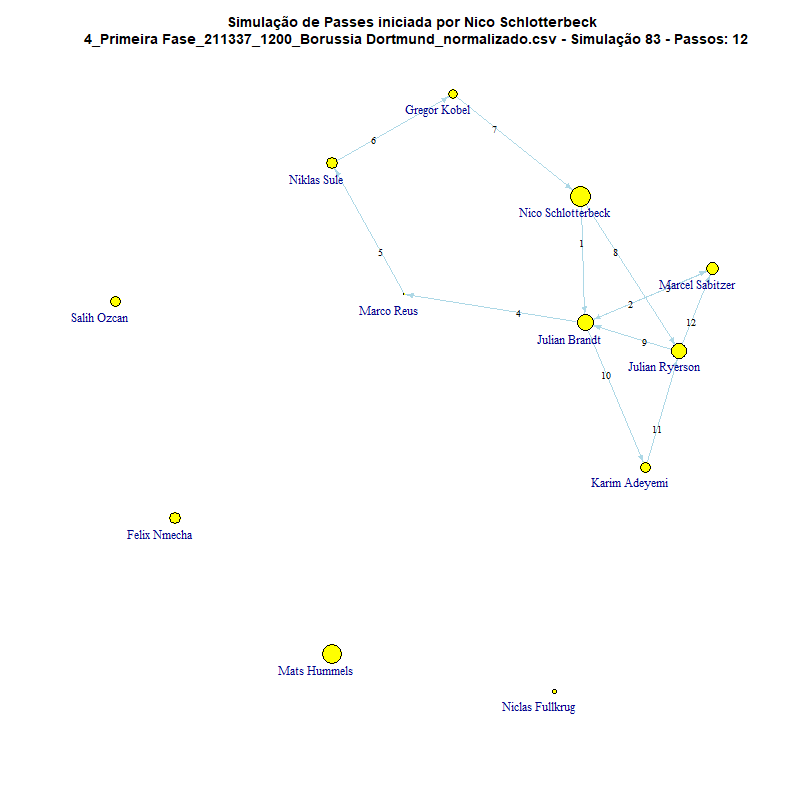 Simulação de Passes iniciada por Nico Schlotterbeck
4_Primeira Fase_211337_1200_Borussia Dortmund_normalizado.csv - Simulação 83 - Passos: 12
Gregor Kobel
7
6
Niklas Sule
Nico Schlotterbeck
1
8
5
Marcel Sabitzer
3
Salih Ozcan
Marco Reus
2
4
12
Julian Brandt
9
Julian Ryerson
10
11
Karim Adeyemi
Felix Nmecha
Mats Hummels
Niclas Fullkrug